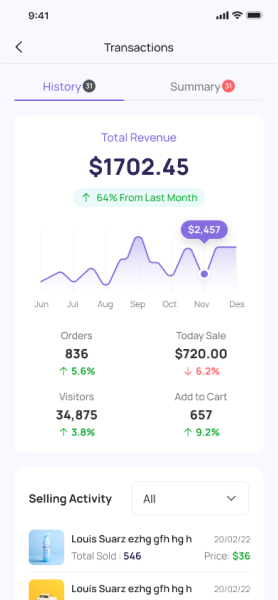 9:41
Transactions
History 31 Summary 31
Total Revenue
$1702.45
↑ 64% From Last Month
$2,457
Jun Jul Aug Sep Oct Nov Des
Orders Today Sale
836 $720.00
↑ 5.6% ↓ 6.2%
Visitors Add to Cart
34,875 657
↑ 3.8% ↑ 9.2%
Selling Activity All
Louis Suarz ezhg gfh hg h 20/02/22
Total Sold : 546 Price: $36
Louis Suarz ezhg gfh hg h 20/02/22